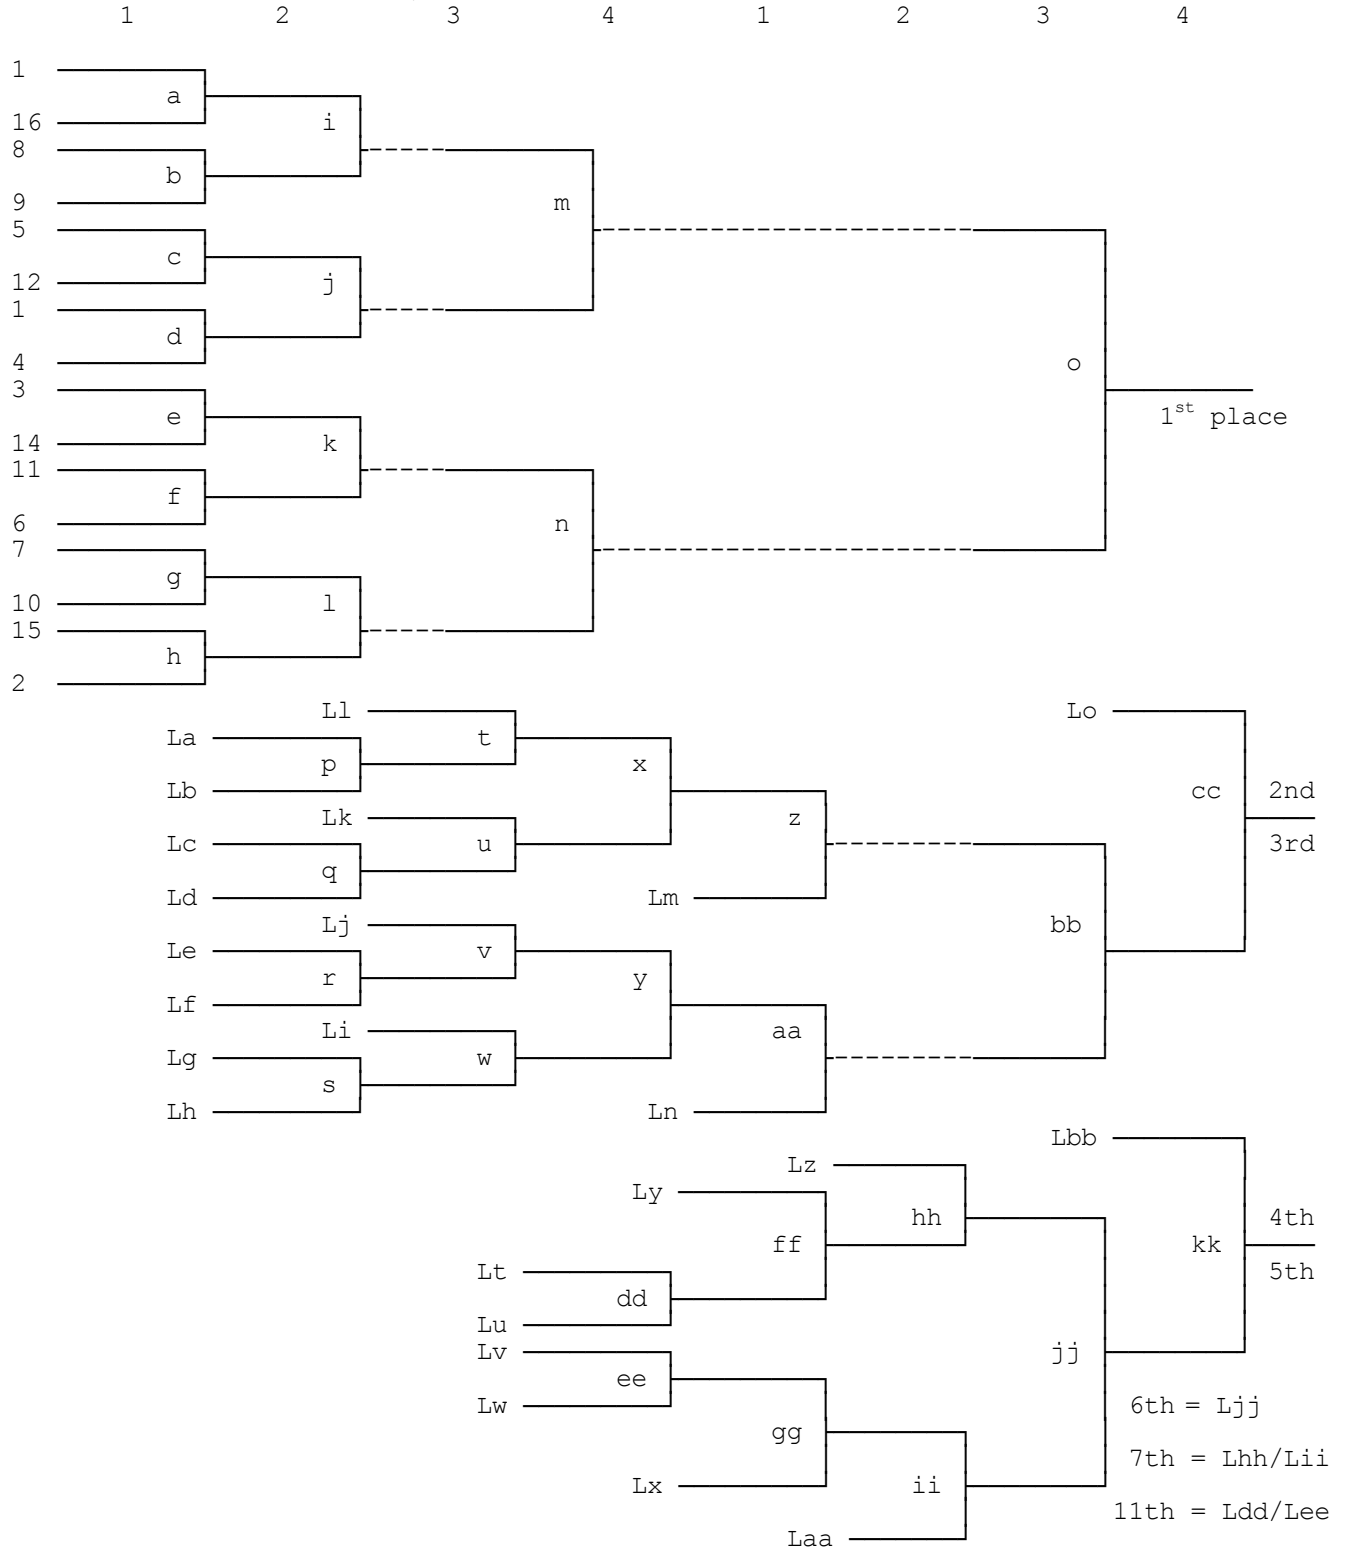 1 2 3 4 1 2 3 4
1
a
16 i
8
b
9 m
5
c
12 j
1
d
4 o
3
e 1st place
14 k
11
f
6 n
7
g
10 l
15
h
2
Ll Lo
La t
p x
Lb cc 2nd
Lk z
Lc u 3rd
q
Ld Lm
Lj bb
Le v
r y
Lf
Li aa
Lg w
s
Lh Ln
Lbb
Lz
Ly
hh 4th
ff kk
Lt 5th
dd
Lu
Lv jj
ee
Lw 6th = Ljj
gg
7th = Lhh/Lii
Lx ii
11th = Ldd/Lee
Laa